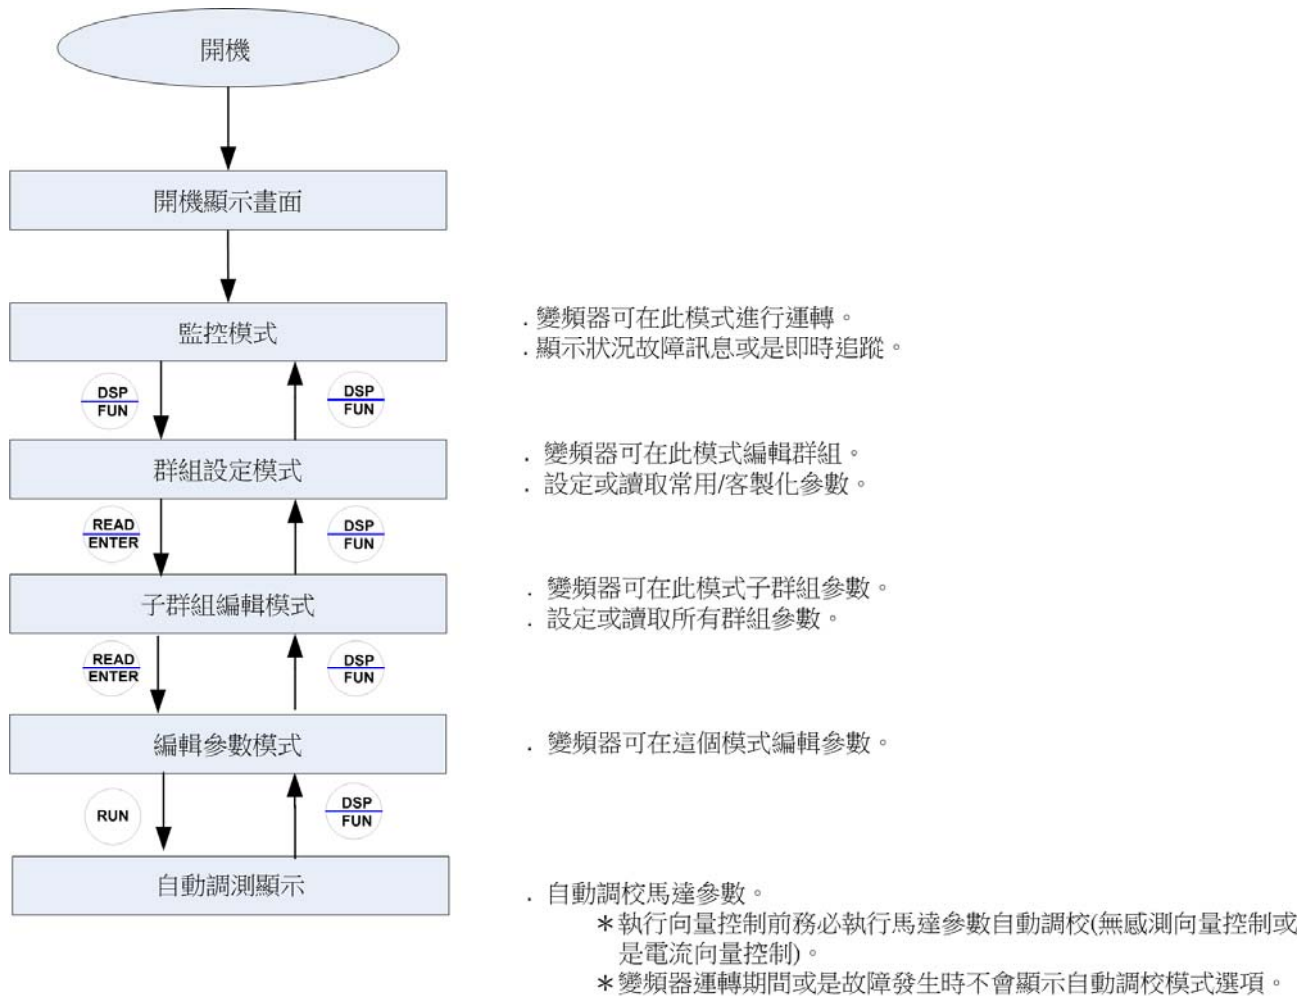 開機
開機顯示畫面
監控模式
. 變頻器可在此模式進行運轉。
. 顯示狀況故障訊息或是即時追蹤。
DSP
FUN
DSP
FUN
群組設定模式
. 變頻器可在此模式編輯群組。
. 設定或讀取常用/客製化參數。
READ
ENTER
DSP
FUN
子群組編輯模式
. 變頻器可在此模式子群組參數。
. 設定或讀取所有群組參數。
READ
ENTER
DSP
FUN
編輯參數模式
. 變頻器可在這個模式編輯參數。
RUN
DSP
FUN
自動調測顯示
. 自動調校馬達參數。
＊執行向量控制前務必執行馬達參數自動調校(無感測向量控制或
是電流向量控制)。
＊變頻器運轉期間或是故障發生時不會顯示自動調校模式選項。